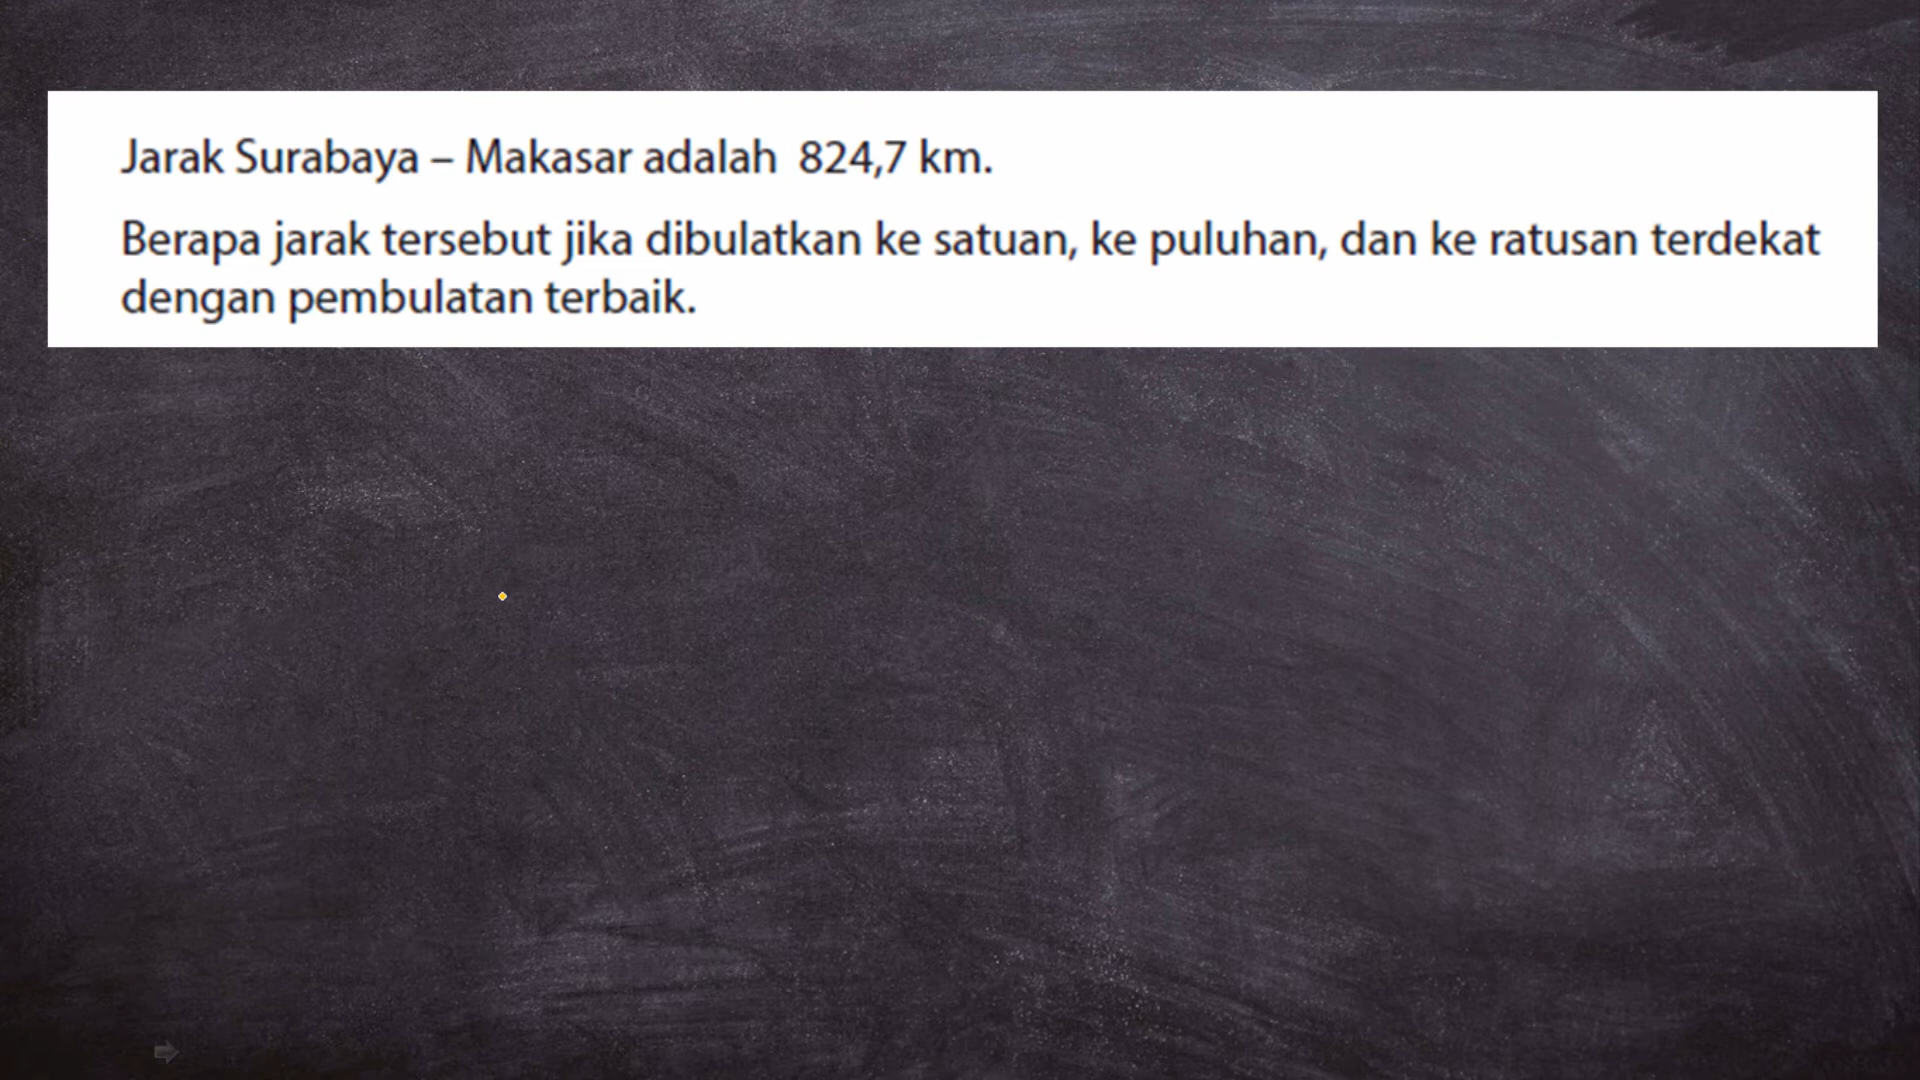 Jarak Surabaya – Makasar adalah 824,7 km.
Berapa jarak tersebut jika dibulatkan ke satuan, ke puluhan, dan ke ratusan terdekat
dengan pembulatan terbaik.